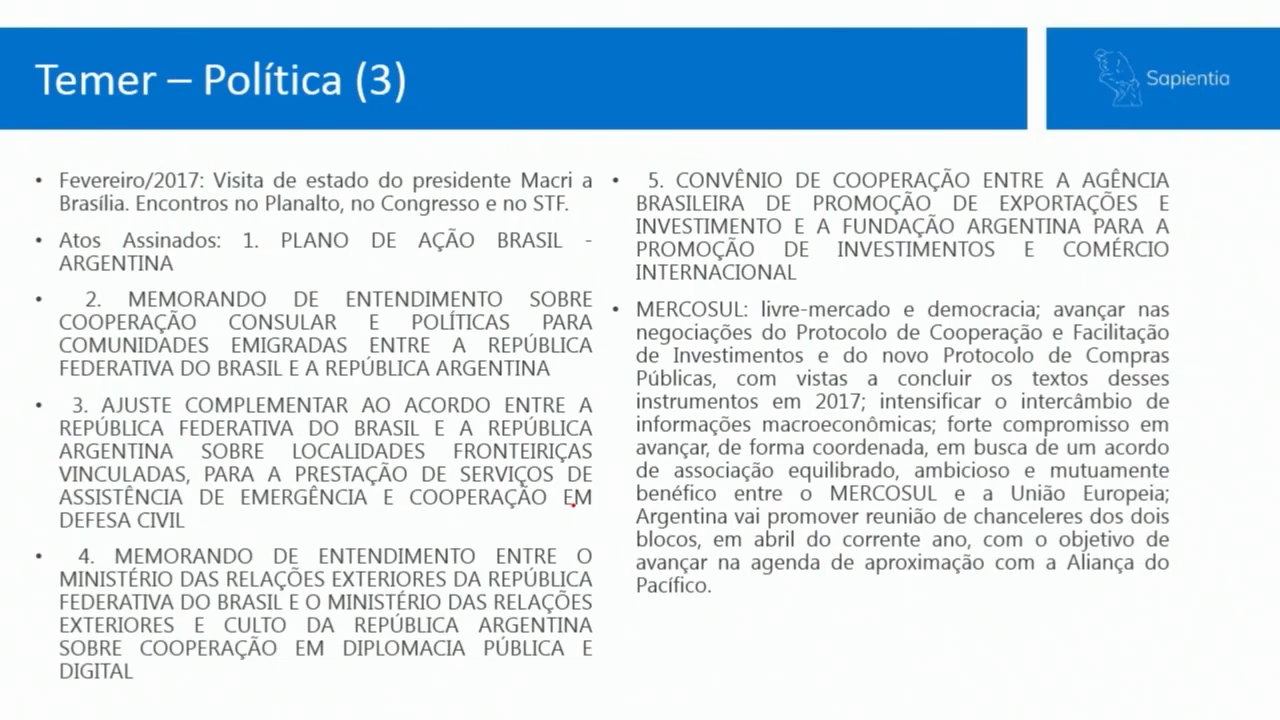 Temer – Política (3)
Sapientia
• Fevereiro/2017: Visita de estado do presidente Macri a
Brasília. Encontros no Planalto, no Congresso e no STF.
• Atos Assinados: 1. PLANO DE AÇÃO BRASIL -
ARGENTINA
• 2. MEMORANDO DE ENTENDIMENTO SOBRE
COOPERAÇÃO CONSULAR E POLÍTICAS PARA
COMUNIDADES EMIGRADAS ENTRE A REPÚBLICA
FEDERATIVA DO BRASIL E A REPÚBLICA ARGENTINA
• 3. AJUSTE COMPLEMENTAR AO ACORDO ENTRE A
REPÚBLICA FEDERATIVA DO BRASIL E A REPÚBLICA
ARGENTINA SOBRE LOCALIDADES FRONTEIRIÇAS
VINCULADAS, PARA A PRESTAÇÃO DE SERVIÇOS DE
ASSISTÊNCIA DE EMERGÊNCIA E COOPERAÇÃO EM
DEFESA CIVIL
• 4. MEMORANDO DE ENTENDIMENTO ENTRE O
MINISTÉRIO DAS RELAÇÕES EXTERIORES DA REPÚBLICA
FEDERATIVA DO BRASIL E O MINISTÉRIO DAS RELAÇÕES
EXTERIORES E CULTO DA REPÚBLICA ARGENTINA
SOBRE COOPERAÇÃO EM DIPLOMACIA PÚBLICA E
DIGITAL
• 5. CONVÊNIO DE COOPERAÇÃO ENTRE A AGÊNCIA
BRASILEIRA DE PROMOÇÃO DE EXPORTAÇÕES E
INVESTIMENTO E A FUNDAÇÃO ARGENTINA PARA A
PROMOÇÃO DE INVESTIMENTOS E COMÉRCIO
INTERNACIONAL
• MERCOSUL: livre-mercado e democracia; avançar nas
negociações do Protocolo de Cooperação e Facilitação
de Investimentos e do novo Protocolo de Compras
Públicas, com vistas a concluir os textos desses
instrumentos em 2017; intensificar o intercâmbio de
informações macroeconômicas; forte compromisso em
avançar, de forma coordenada, em busca de um acordo
de associação equilibrado, ambicioso e mutuamente
benéfico entre o MERCOSUL e a União Europeia;
Argentina vai promover reunião de chanceleres dos dois
blocos, em abril do corrente ano, com o objetivo de
avançar na agenda de aproximação com a Aliança do
Pacífico.